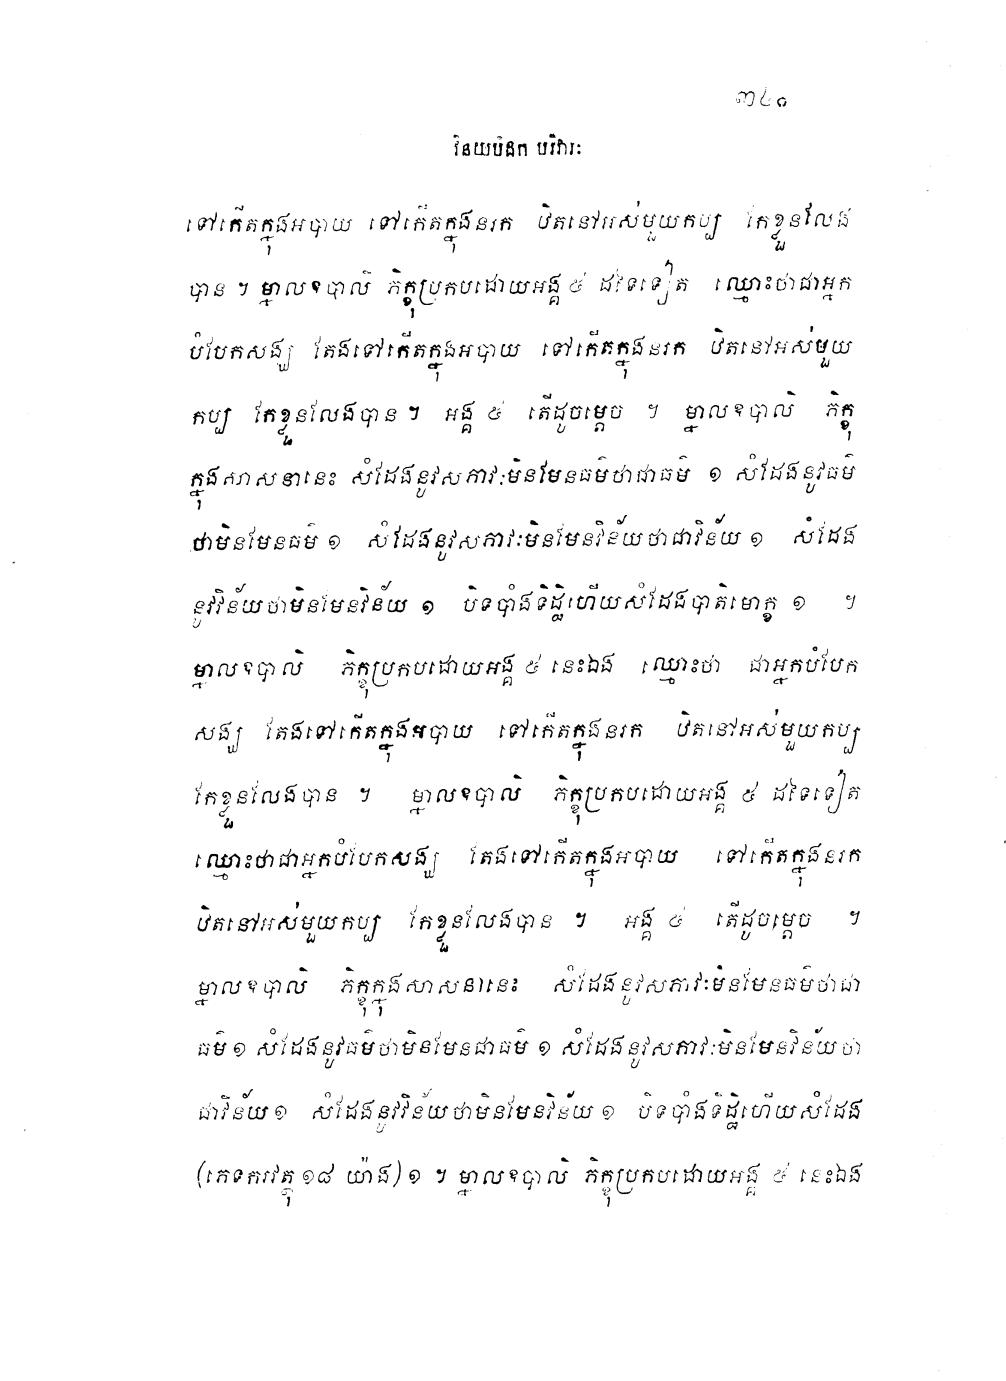 ៣៤០
វិនយបិដក បរិវារៈ
ទៅកើតក្នុងអបាយ ទៅកើតក្នុងនរក ឋិតនៅអស់មួយកប្ប កែខ្លួនលែង
បាន ។ ម្នាលឧបាលិ ភិក្ខុប្រកបដោយអង្គ ៥ ដទៃទៀត ឈ្មោះថាជាអ្នក
បំបែកសង្ឃ តែងទៅកើតក្នុងអបាយ ទៅកើតក្នុងនរក ឋិតនៅអស់មួយ
កប្ប កែខ្លួនលែងបាន ។ អង្គ ៥ តើដូចម្តេច ។ ម្នាលឧបាលិ ភិក្ខុ
ក្នុងសាសនានេះ សំដែងនូវសភាវៈមិនមែនធម៌ថាជាធម៌ ១ សំដែងនូវធម៌
ថាមិនមែនធម៌ ១ សំដែងនូវសភាវៈមិនមែនវិន័យថាជាវិន័យ ១ សំដែង
នូវវិន័យថាមិនមែនវិន័យ ១ បិទបាំងទិដ្ឋិហើយសំដែងបាតិមោក្ខ ១ ។
ម្នាលឧបាលិ ភិក្ខុប្រកបដោយអង្គ ៥ នេះឯង ឈ្មោះថា ជាអ្នកបំបែក
សង្ឃ តែងទៅកើតក្នុងអបាយ ទៅកើតក្នុងនរក ឋិតនៅអស់មួយកប្ប
កែខ្លួនលែងបាន ។ ម្នាលឧបាលិ ភិក្ខុប្រកបដោយអង្គ ៥ ដទៃទៀត
ឈ្មោះថាជាអ្នកបំបែកសង្ឃ តែងទៅកើតក្នុងអបាយ ទៅកើតក្នុងនរក
ឋិតនៅអស់មួយកប្ប កែខ្លួនលែងបាន ។ អង្គ ៥ តើដូចម្តេច ។
ម្នាលឧបាលិ ភិក្ខុក្នុងសាសនានេះ សំដែងនូវសភាវៈមិនមែនធម៌ថាជា
ធម៌ ១ សំដែងនូវធម៌ថាមិនមែនជាធម៌ ១ សំដែងនូវសភាវៈមិនមែនវិន័យថា
ជាវិន័យ ១ សំដែងនូវវិន័យថាមិនមែនវិន័យ ១ បិទបាំងទិដ្ឋិហើយសំដែង
(ភេទករវត្ថុ ១៨ យ៉ាង) ១ ។ ម្នាលឧបាលិ ភិក្ខុប្រកបដោយអង្គ ៥ នេះឯង